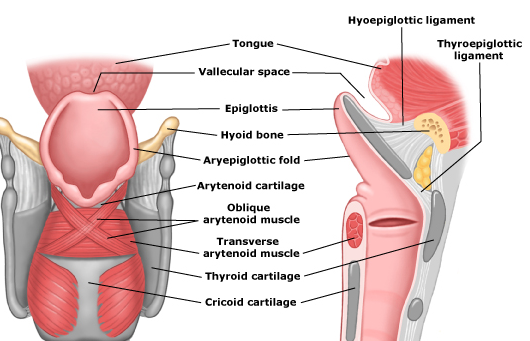 Hyoepiglottic ligament
Tongue
Thyroepiglottic
ligament
Vallecular space
Epiglottis
Hyoid bone
Aryepiglottic fold
Arytenoid cartilage
Oblique
arytenoid muscle
Transverse
arytenoid muscle
Thyroid cartilage
Cricoid cartilage